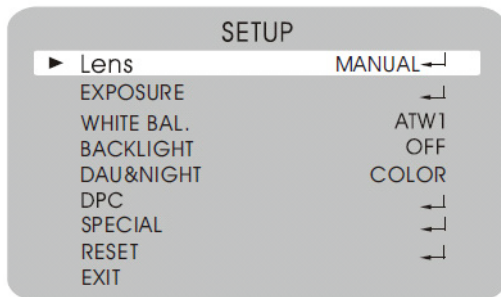 SETUP
Lens MANUAL
EXPOSURE
WHITE BAL. ATW1
BACKLIGHT OFF
DAU&NIGHT COLOR
DPC
SPECIAL
RESET
EXIT